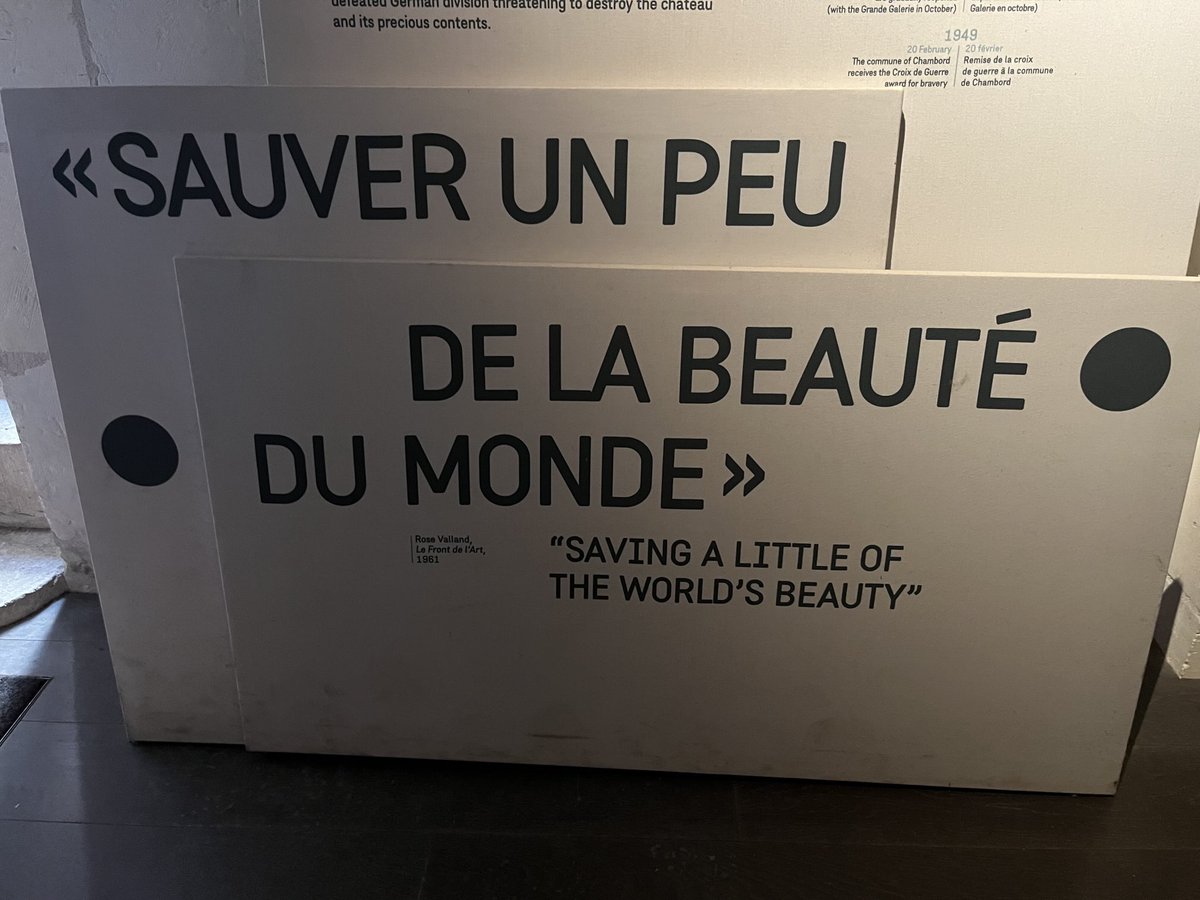 defeated German division threatening to destroy the château
and its precious contents.
(with the Grande Galerie in October)
Galerie en octobre)
1949
20 February
The commune of Chambord
receives the Croix de Guerre
award for bravery
20 février
Remise de la croix
de guerre à la commune
de Chambord
«SAUVER UN PEU
DE LA BEAUTÉ
DU MONDE»
Rose Valland,
Le Front de l'Art,
1961
“SAVING A LITTLE OF
THE WORLD’S BEAUTY”